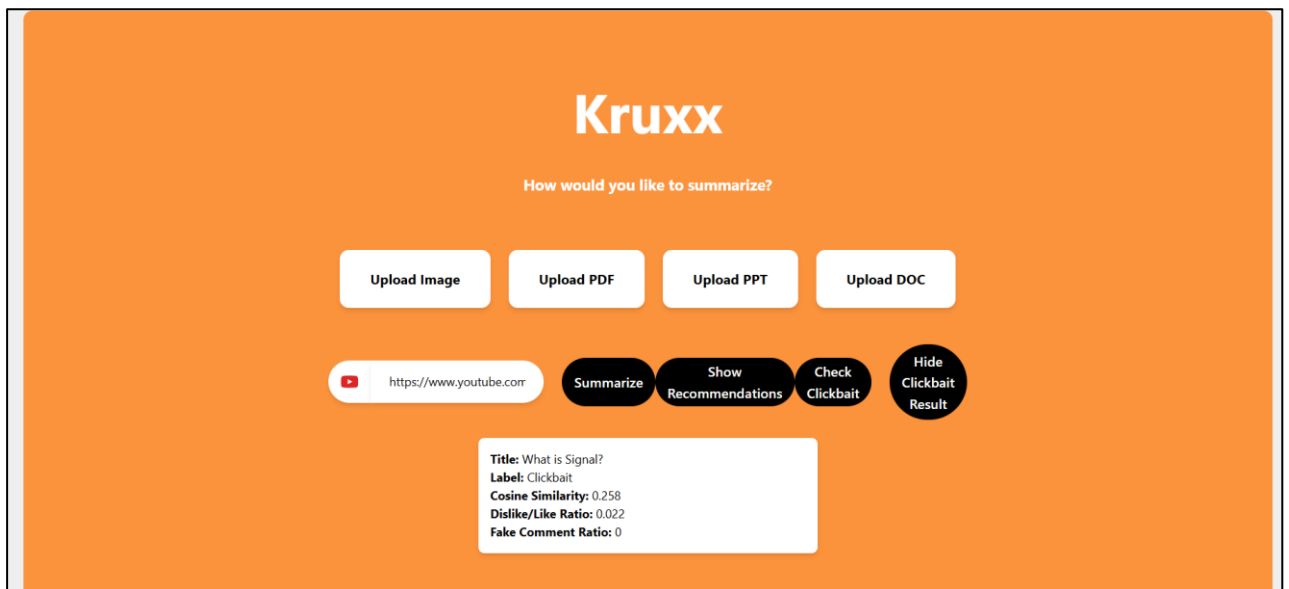 Kruxx
How would you like to summarize?
Upload Image
Upload PDF
Upload PPT
Upload DOC
https://www.youtube.com
Summarize
Show
Recommendations
Check
Clickbait
Hide
Clickbait
Result
Title: What is Signal?
Label: Clickbait
Cosine Similarity: 0.258
Dislike/Like Ratio: 0.022
Fake Comment Ratio: 0